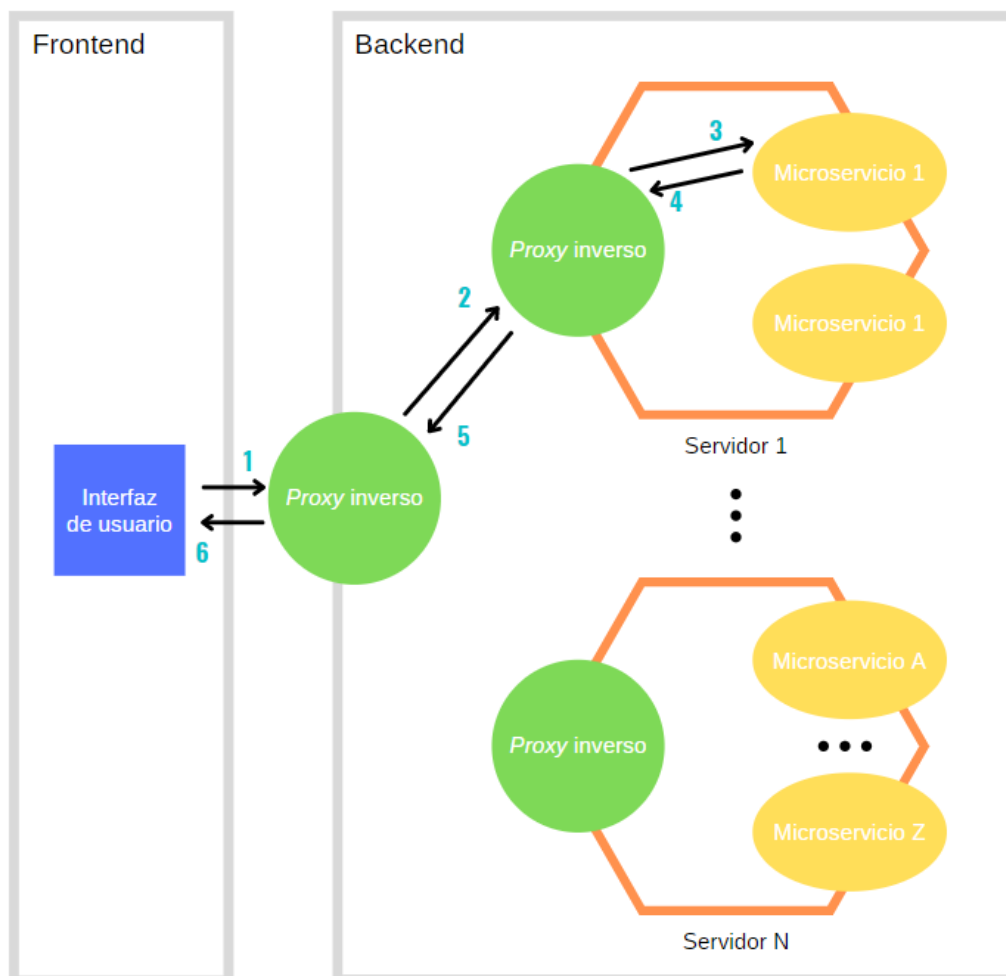 Frontend
Backend
3
Microservicio 1
4
Proxy inverso
2
Microservicio 1
5
Servidor 1
1
Interfaz
de usuario
Proxy inverso
6
Microservicio A
Proxy inverso
Microservicio Z
Servidor N